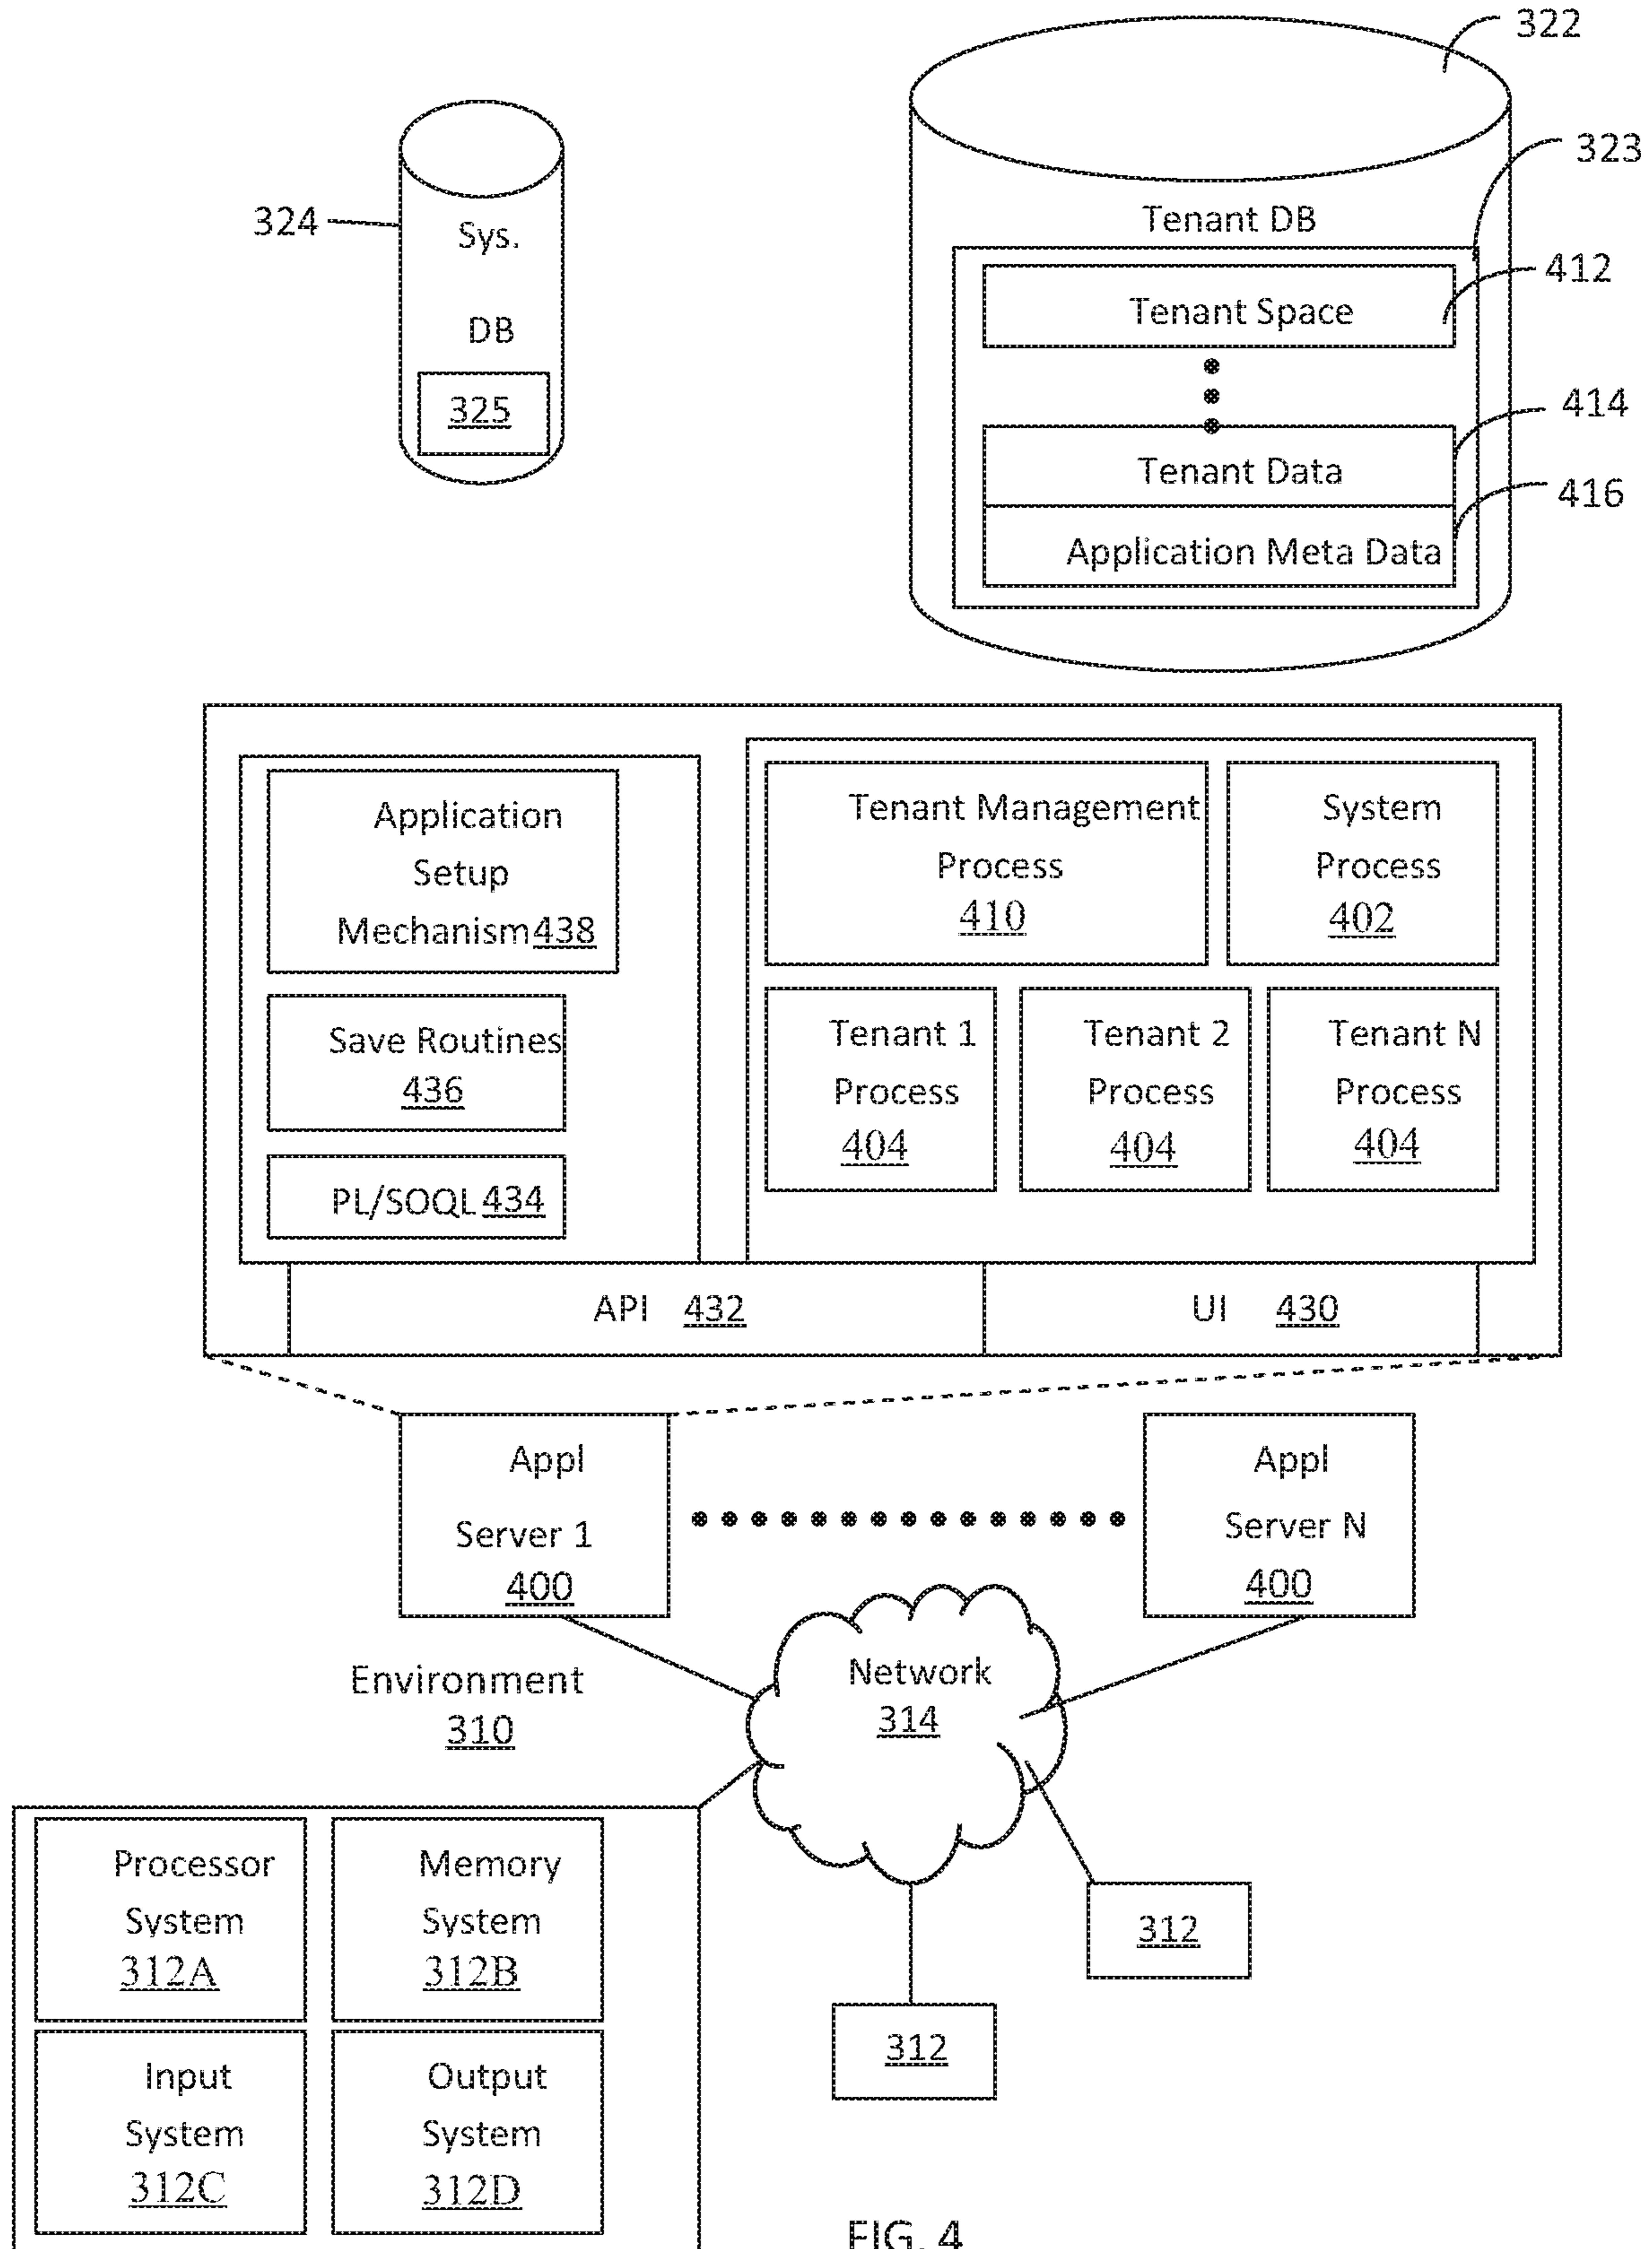 322
323
324
Sys.
DB
325
Tenant DB
Tenant Space
412
414
Tenant Data
416
Application Meta Data
Application
Setup
Mechanism 438
Save Routines
436
PL/SOQL 434
Tenant Management
Process
410
System
Process
402
Tenant 1
Process
404
Tenant 2
Process
404
Tenant N
Process
404
API 432
UI 430
Appl
Server 1
400
Appl
Server N
400
Environment
310
Network
314
Processor
System
312A
Memory
System
312B
Input
System
312C
Output
System
312D
312
312
FIG. 4